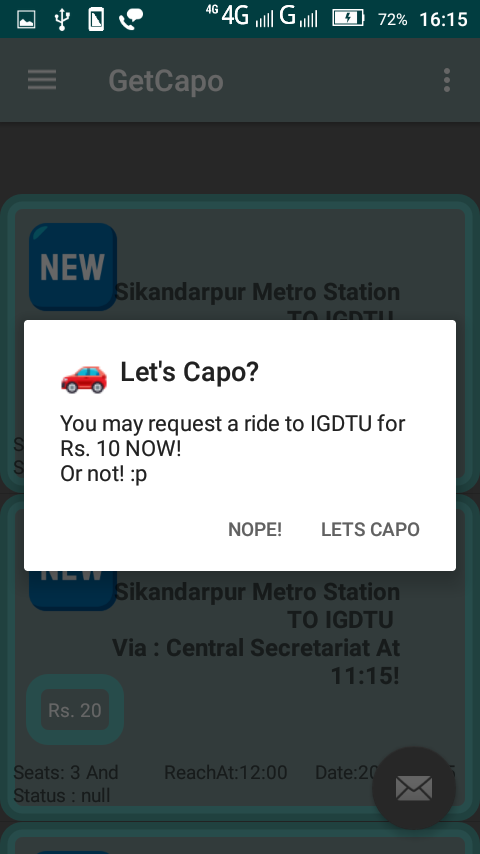 4G 4G G 72% 16:15
GetCapo
NEW
Sikandarpur Metro Station
TO IGDTU
Let's Capo?
You may request a ride to IGDTU for
Rs. 10 NOW!
Or not! :p
NOPE! LETS CAPO
NEW
Sikandarpur Metro Station
TO IGDTU
Via : Central Secretariat At
11:15!
Rs. 20
Seats: 3 And ReachAt:12:00 Date:20
Status : null